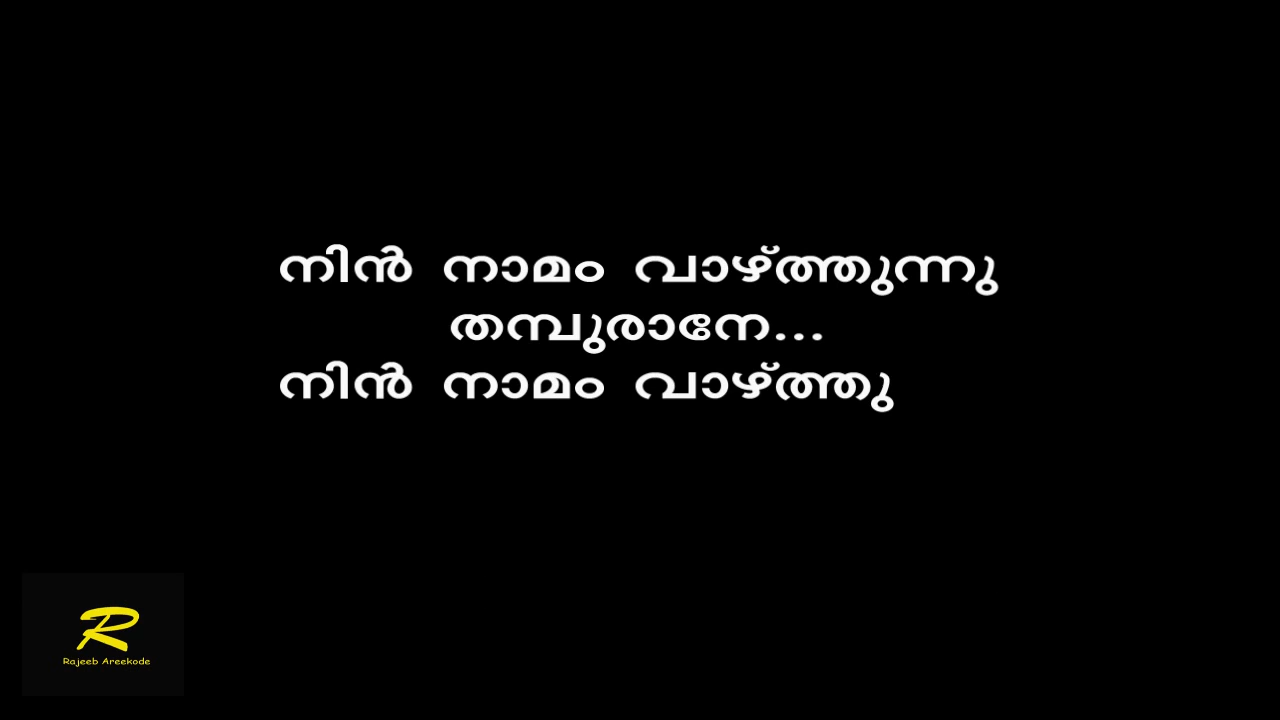 നിൻ നാമം വാഴ്ത്തുന്നു
തമ്പുരാനേ...
നിൻ നാമം വാഴ്ത്തു
R
Rajeeb Areekode